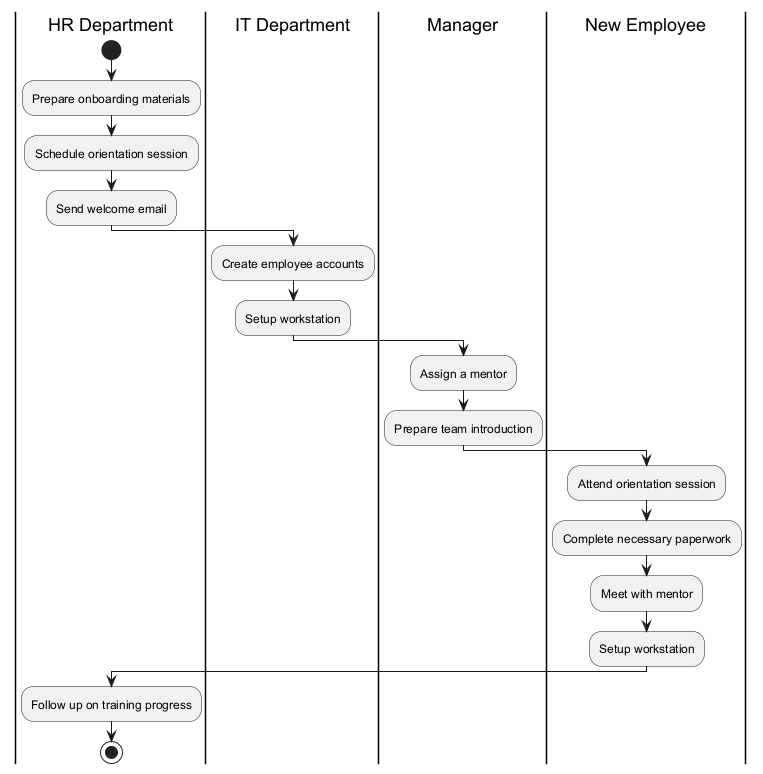 HR Department
IT Department
Manager
New Employee
Prepare onboarding materials
Schedule orientation session
Send welcome email
Create employee accounts
Setup workstation
Assign a mentor
Prepare team introduction
Attend orientation session
Complete necessary paperwork
Meet with mentor
Setup workstation
Follow up on training progress